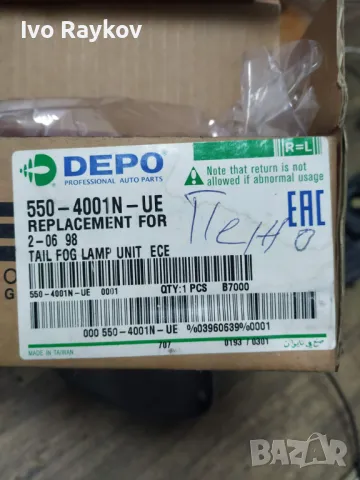 Ivo Raykov
DEPO
PROFESSIONAL AUTO PARTS
R=L
Note that return is not
allowed if abnormal usage
550-4001N-UE
REPLACEMENT FOR
2-06 98
TAIL FOG LAMP UNIT ECE
Пежо
EAC
550-4001N-UE 0001 QTY:1 PCS B7000
000 550-4001N-UE %03960639%0001
MADE IN TAIWAN
707 0193 / 0301
C
G
BAZAR